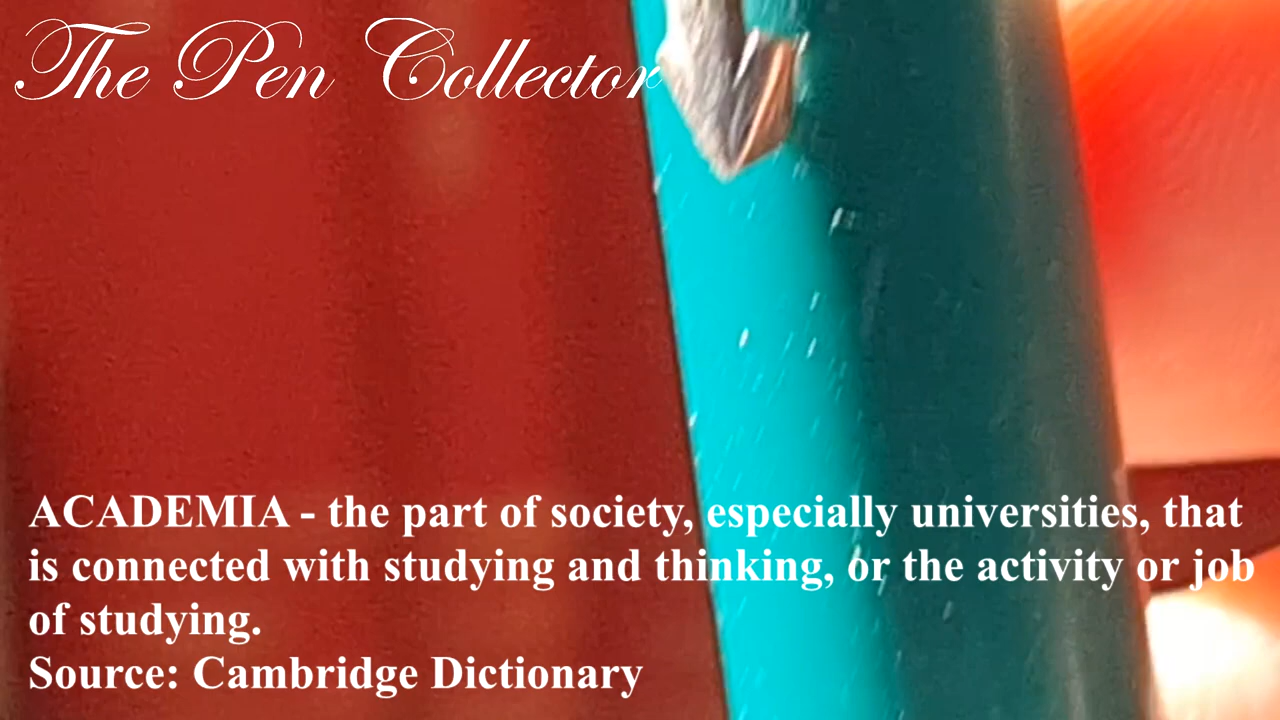 The Pen Collector
ACADEMIA - the part of society, especially universities, that
is connected with studying and thinking, or the activity or job
of studying.
Source: Cambridge Dictionary